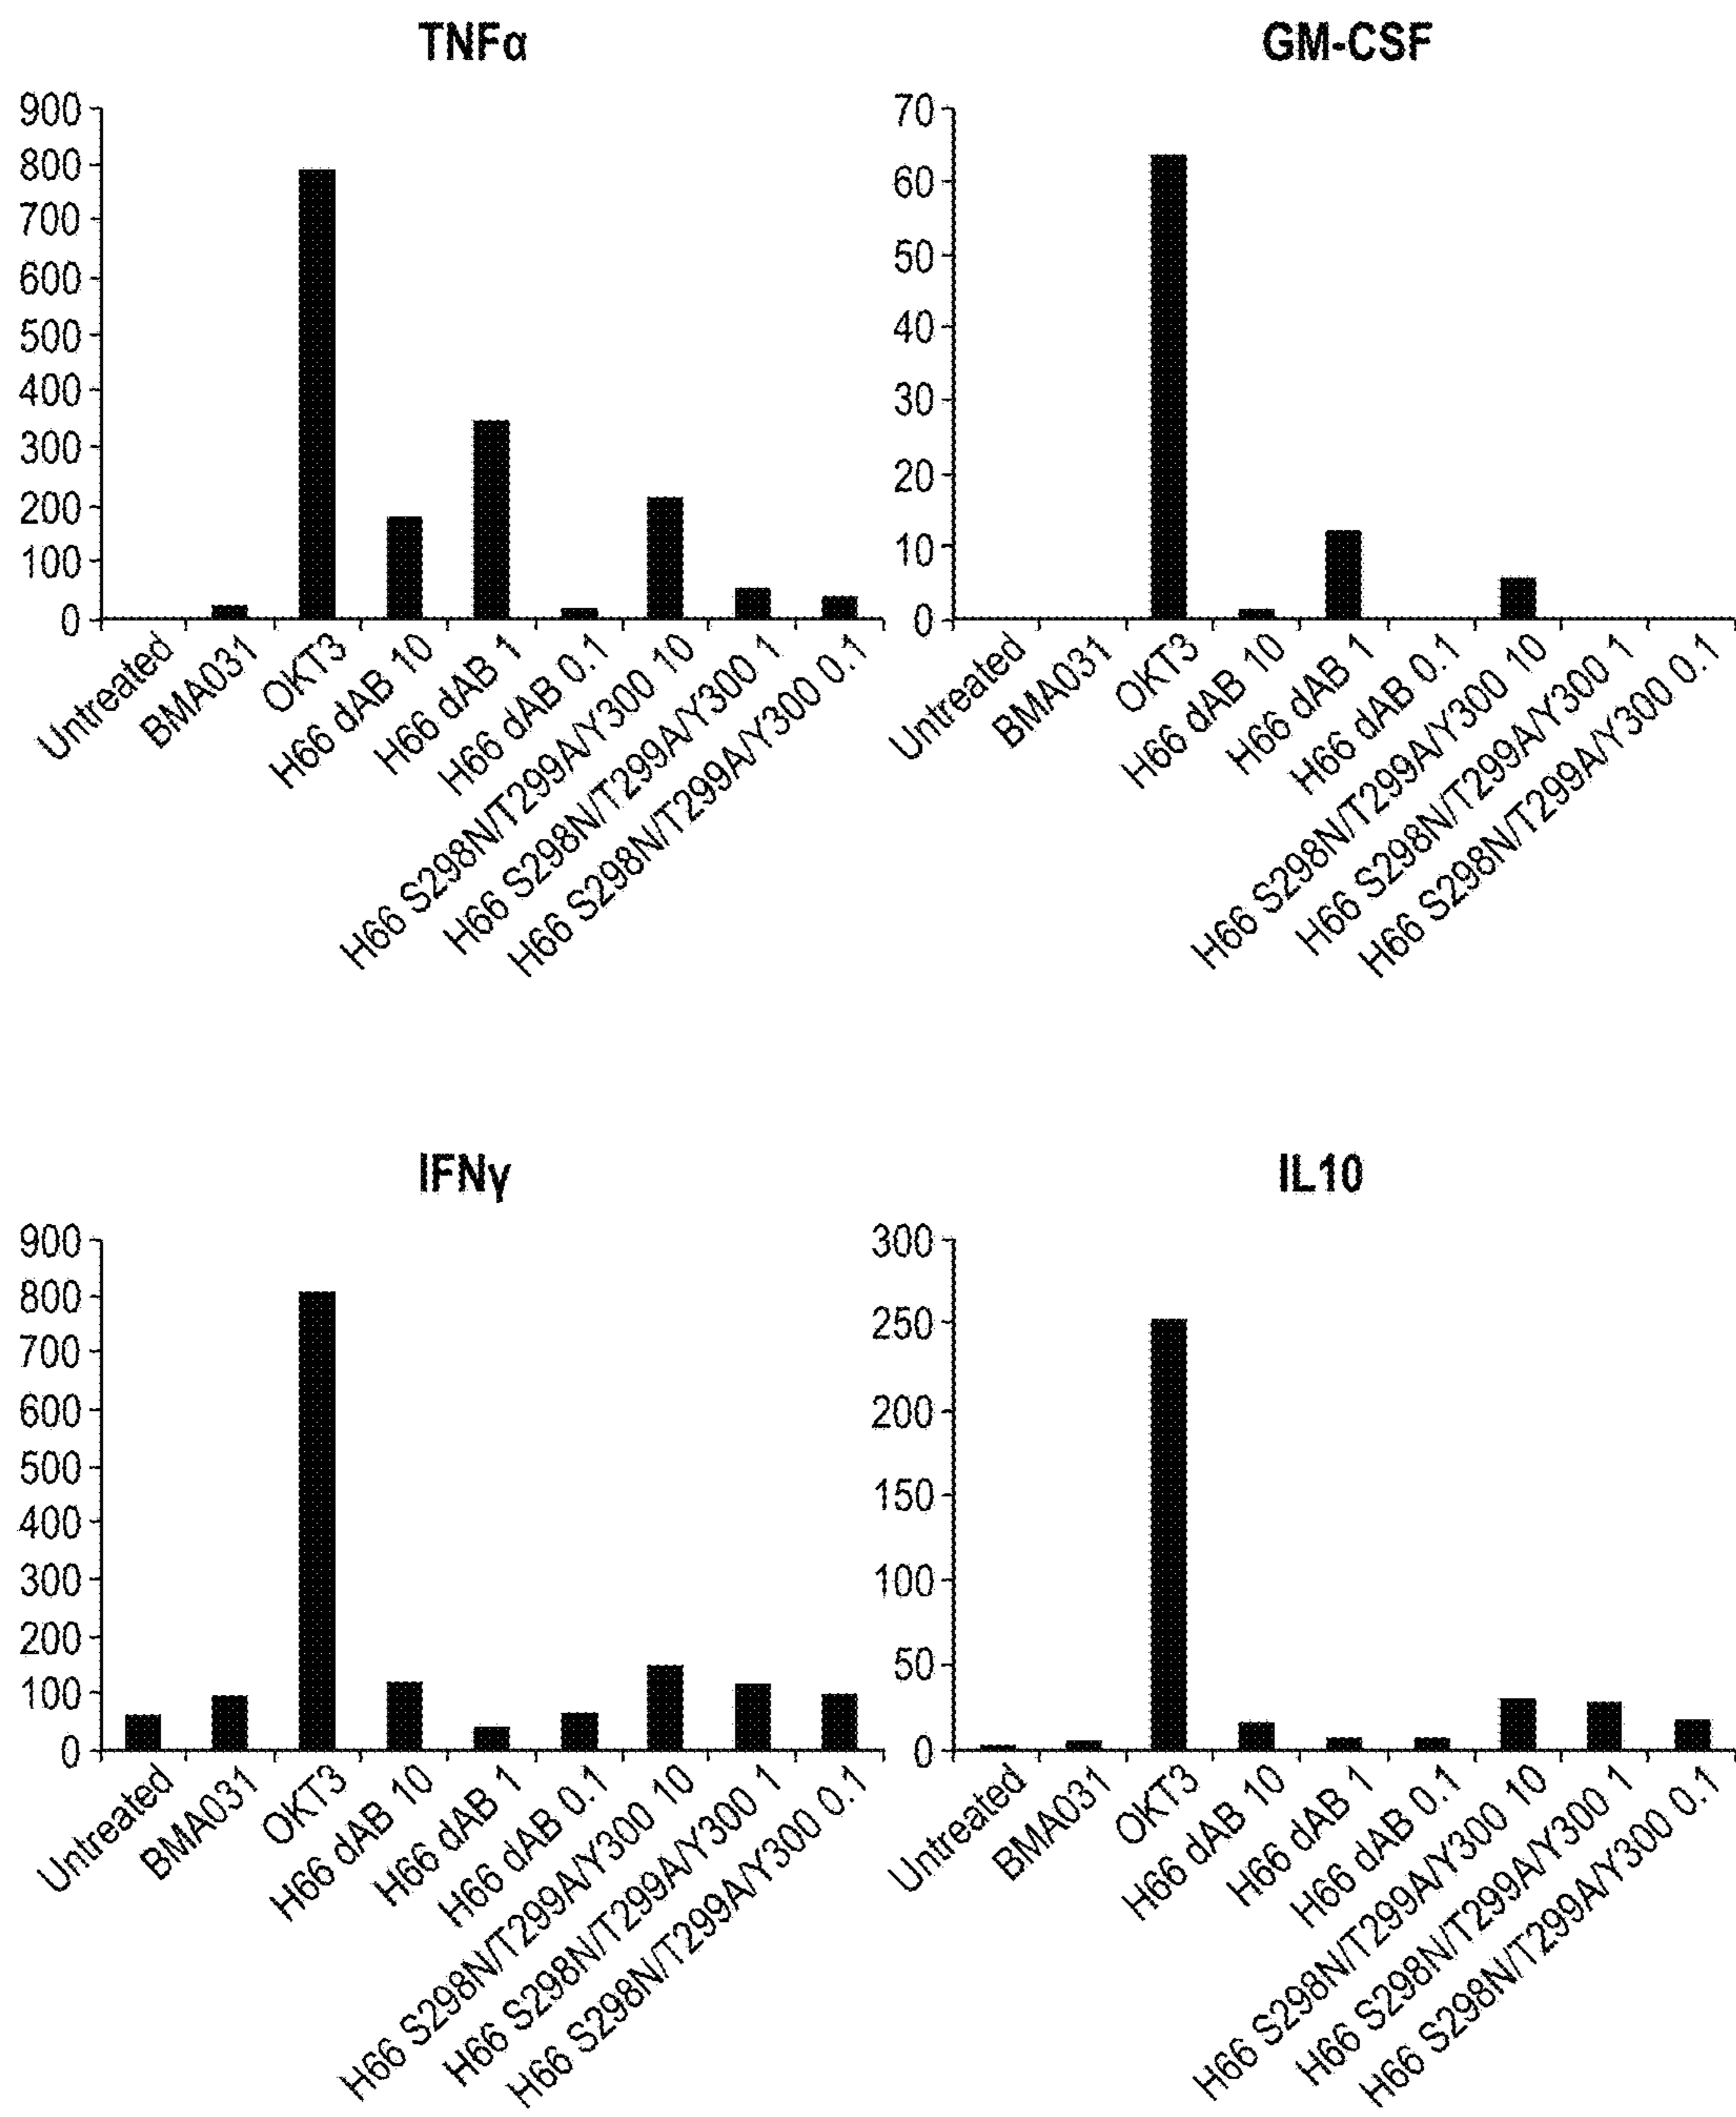 TNFα
900
800
700
600
500
400
300
200
100
0
Untreated
BMA031
OKT3
H66 dAB 10
H66 dAB 1
H66 dAB 0.1
H66 S298N/T299A/Y300 10
H66 S298N/T299A/Y300 1
H66 S298N/T299A/Y300 0.1
GM-CSF
70
60
50
40
30
20
10
0
Untreated
BMA031
OKT3
H66 dAB 10
H66 dAB 1
H66 dAB 0.1
H66 S298N/T299A/Y300 10
H66 S298N/T299A/Y300 1
H66 S298N/T299A/Y300 0.1
IFNγ
900
800
700
600
500
400
300
200
100
0
Untreated
BMA031
OKT3
H66 dAB 10
H66 dAB 1
H66 dAB 0.1
H66 S298N/T299A/Y300 10
H66 S298N/T299A/Y300 1
H66 S298N/T299A/Y300 0.1
IL10
300
250
200
150
100
50
0
Untreated
BMA031
OKT3
H66 dAB 10
H66 dAB 1
H66 dAB 0.1
H66 S298N/T299A/Y300 10
H66 S298N/T299A/Y300 1
H66 S298N/T299A/Y300 0.1